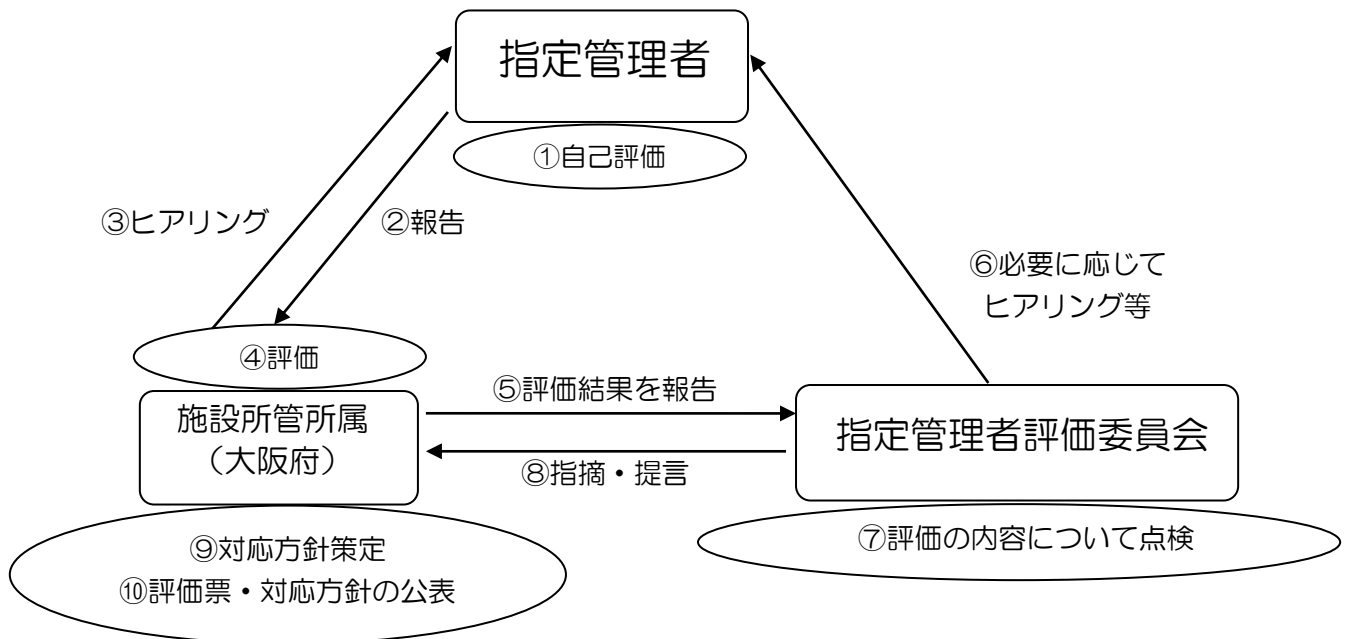 指定管理者
①自己評価
③ヒアリング
②報告
⑥必要に応じて
ヒアリング等
④評価
⑤評価結果を報告
施設所管所属
（大阪府）
指定管理者評価委員会
⑧指摘・提言
⑦評価の内容について点検
⑨対応方針策定
⑩評価票・対応方針の公表